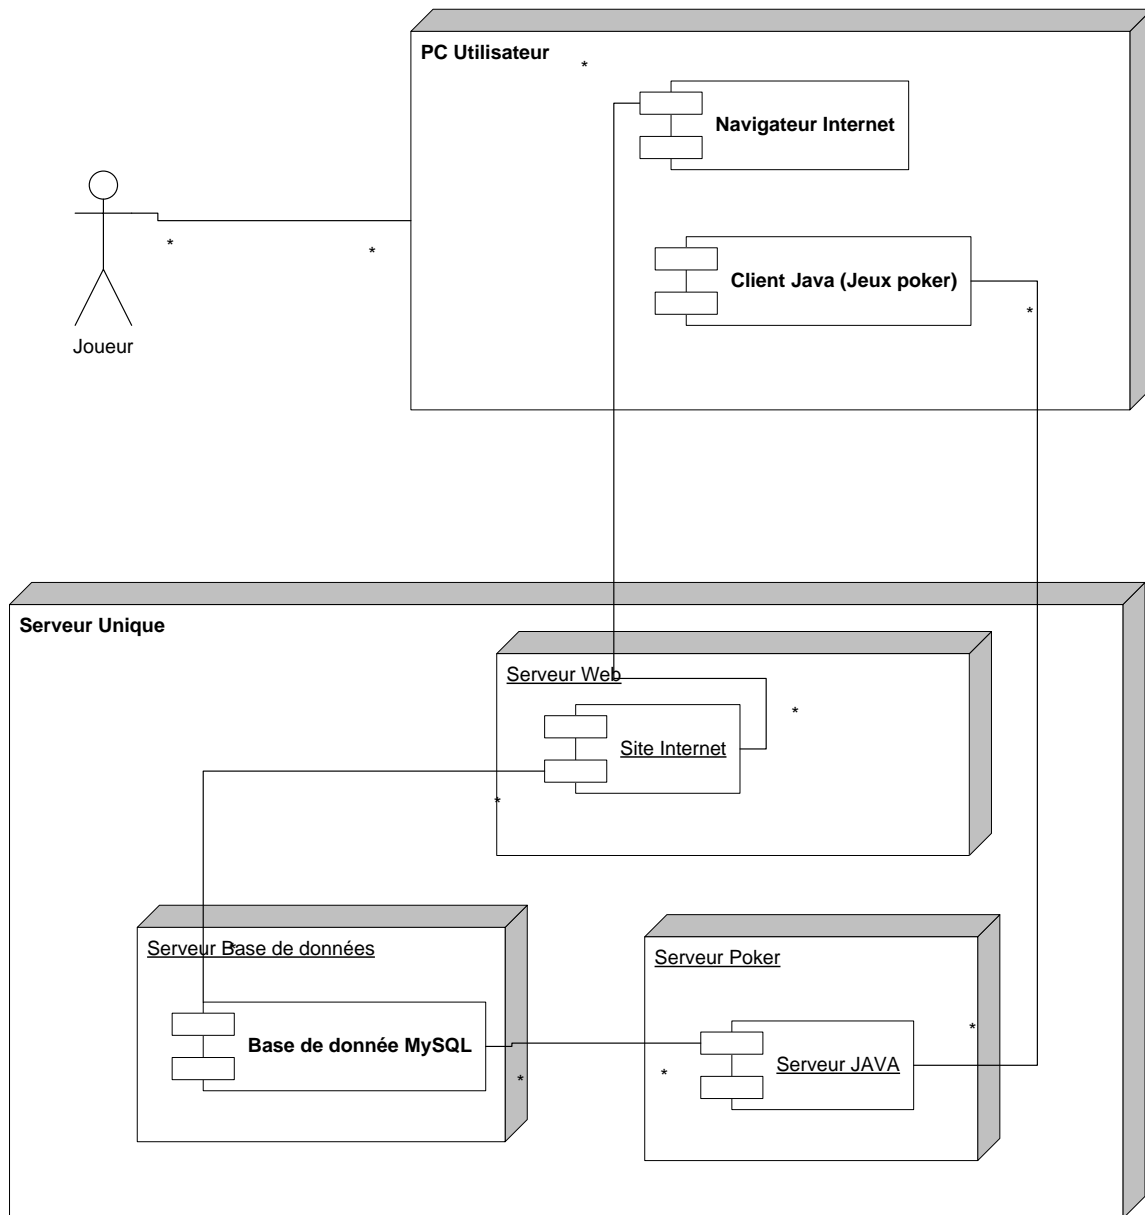 PC Utilisateur
*
Navigateur Internet
*
*
Client Java (Jeux poker)
*
Joueur
Serveur Unique
Serveur Web
*
Site Internet
*
Serveur Base de données
*
Serveur Poker
*
Base de donnée MySQL
Serveur JAVA
*
*